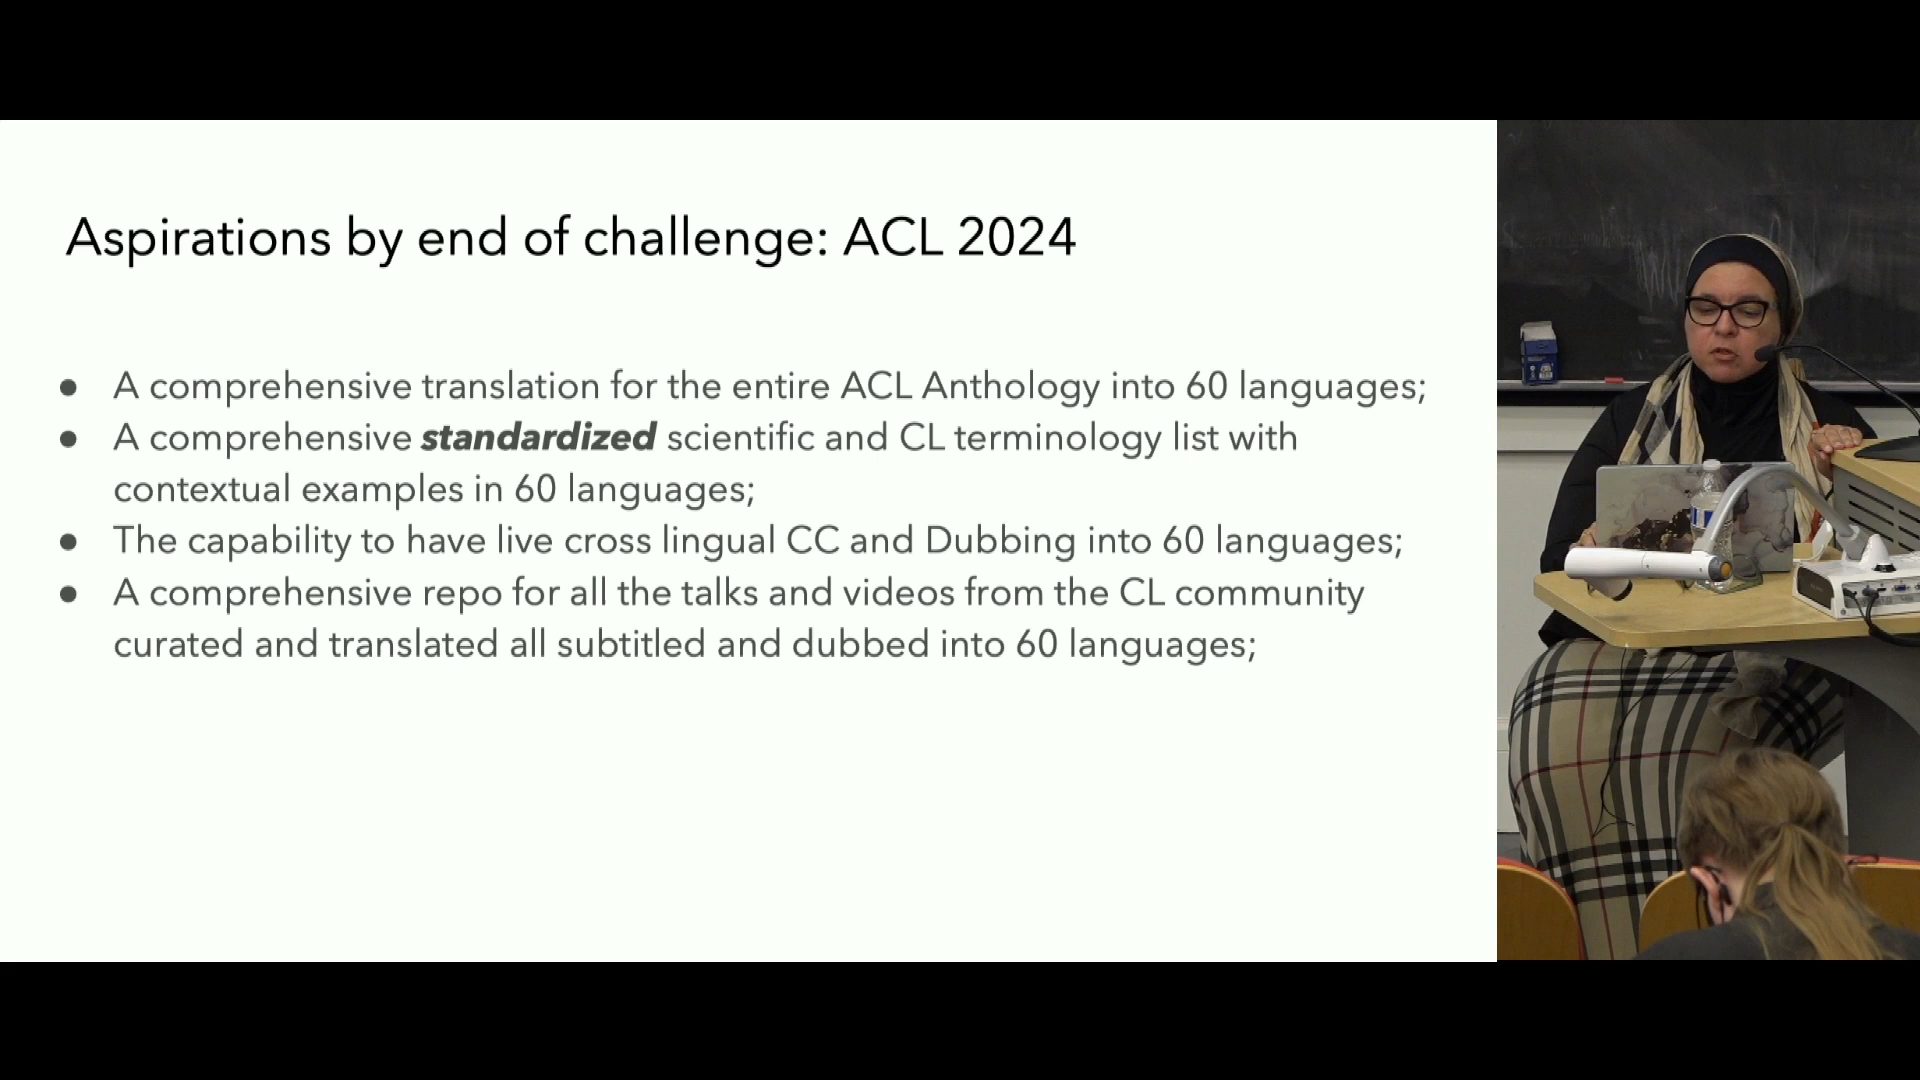 Aspirations by end of challenge: ACL 2024
● A comprehensive translation for the entire ACL Anthology into 60 languages;
● A comprehensive standardized scientific and CL terminology list with
contextual examples in 60 languages;
● The capability to have live cross lingual CC and Dubbing into 60 languages;
● A comprehensive repo for all the talks and videos from the CL community
curated and translated all subtitled and dubbed into 60 languages;